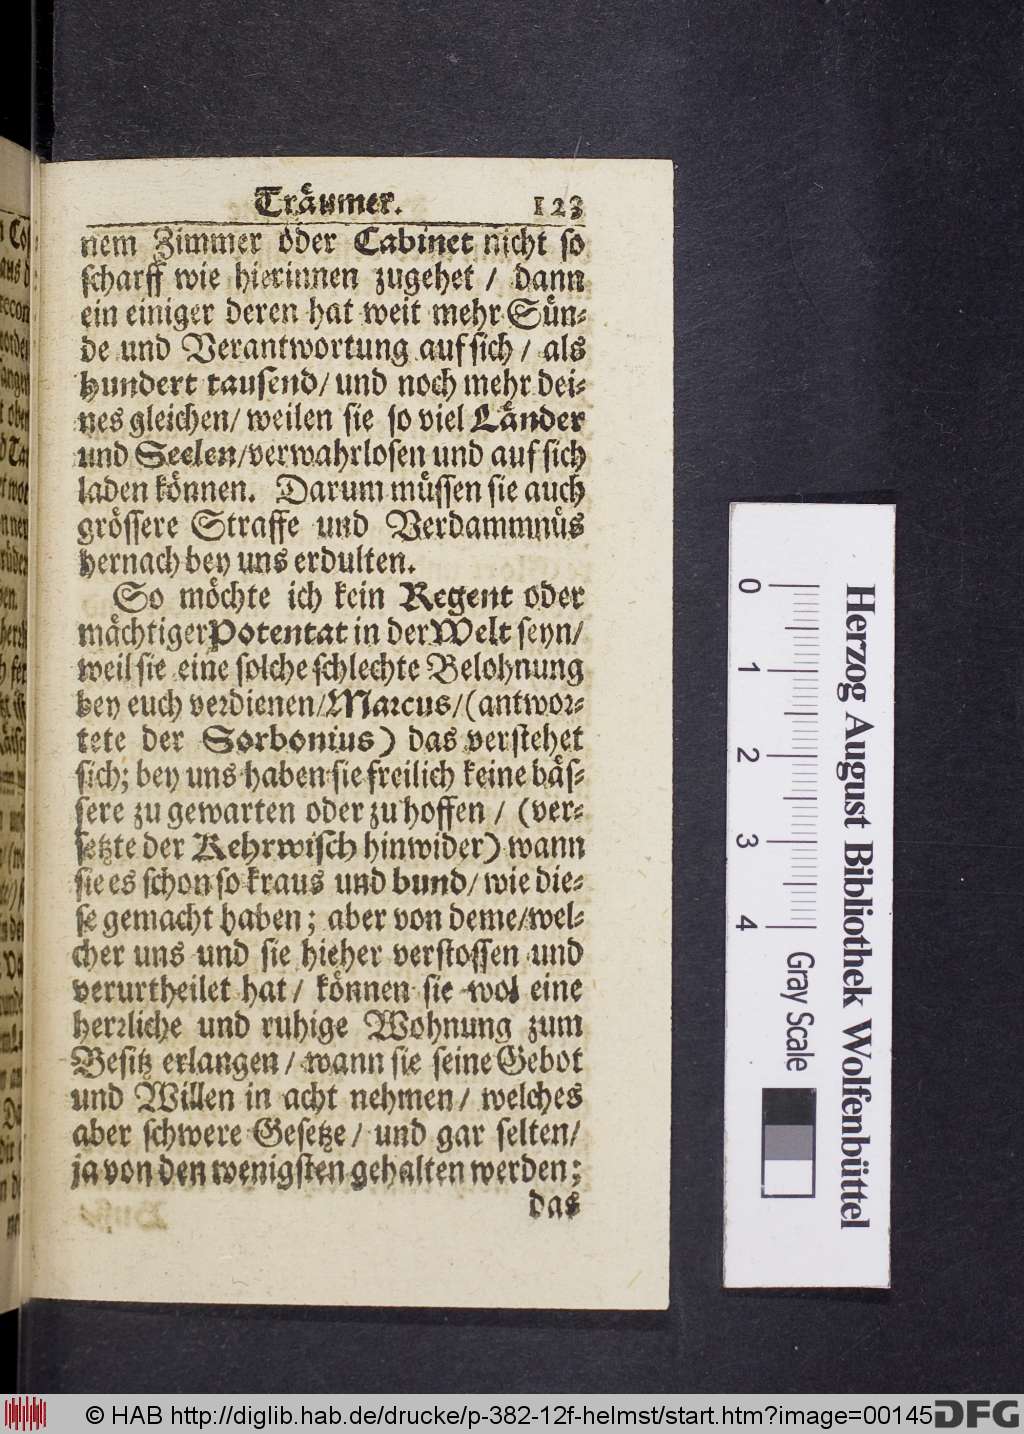 Träumer. 123
nem Zimmer oder Cabinet nicht so
scharff wie hierinnen zugehet / dann
ein einiger deren hat weit mehr Sün-
de und Verantwortung auf sich / als
hundert tausend / und noch mehr dei-
nes gleichen / weilen sie so viel Länder
und Seelen / verwahrlosen und auf sich
laden können. Darum müssen sie auch
grössere Straffe und Verdammnüs
hernach bey uns erdulten.
So möchte ich kein Regent oder
mächtiger Potentat in der Welt seyn /
weil sie eine solche schlechte Belohnung
bey euch verdienen / Marcus / (antwor-
tete der Sorbonius) das verstehet
sich; bey uns haben sie freilich keine bäs-
sere zu gewarten oder zu hoffen / (ver-
setzte der Kehrwisch hinwider) wann
sie es schon so kraus und bund / wie die-
se gemacht haben; aber von deme / wel-
cher uns und sie hieher verstossen und
verurtheilet hat / können sie wol eine
herrliche und ruhige Wohnung zum
Besitz erlangen / wann sie seine Gebot
und Willen in acht nehmen / welches
aber schwere Gesetze / und gar selten /
ja von den wenigsten gehalten werden;
das
0 1 2 3 4 Gray Scale
Herzog August Bibliothek Wolfenbüttel
© HAB http://diglib.hab.de/drucke/p-382-12f-helmst/start.htm?image=00145
DFG